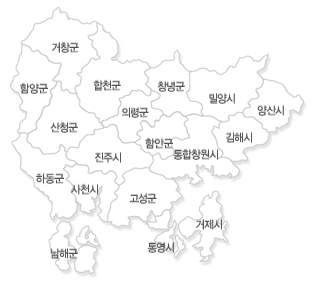 거창군
함양군
합천군
창녕군
밀양시
양산시
의령군
산청군
김해시
함안군
통합창원시
진주시
하동군
사천시
고성군
거제시
통영시
남해군